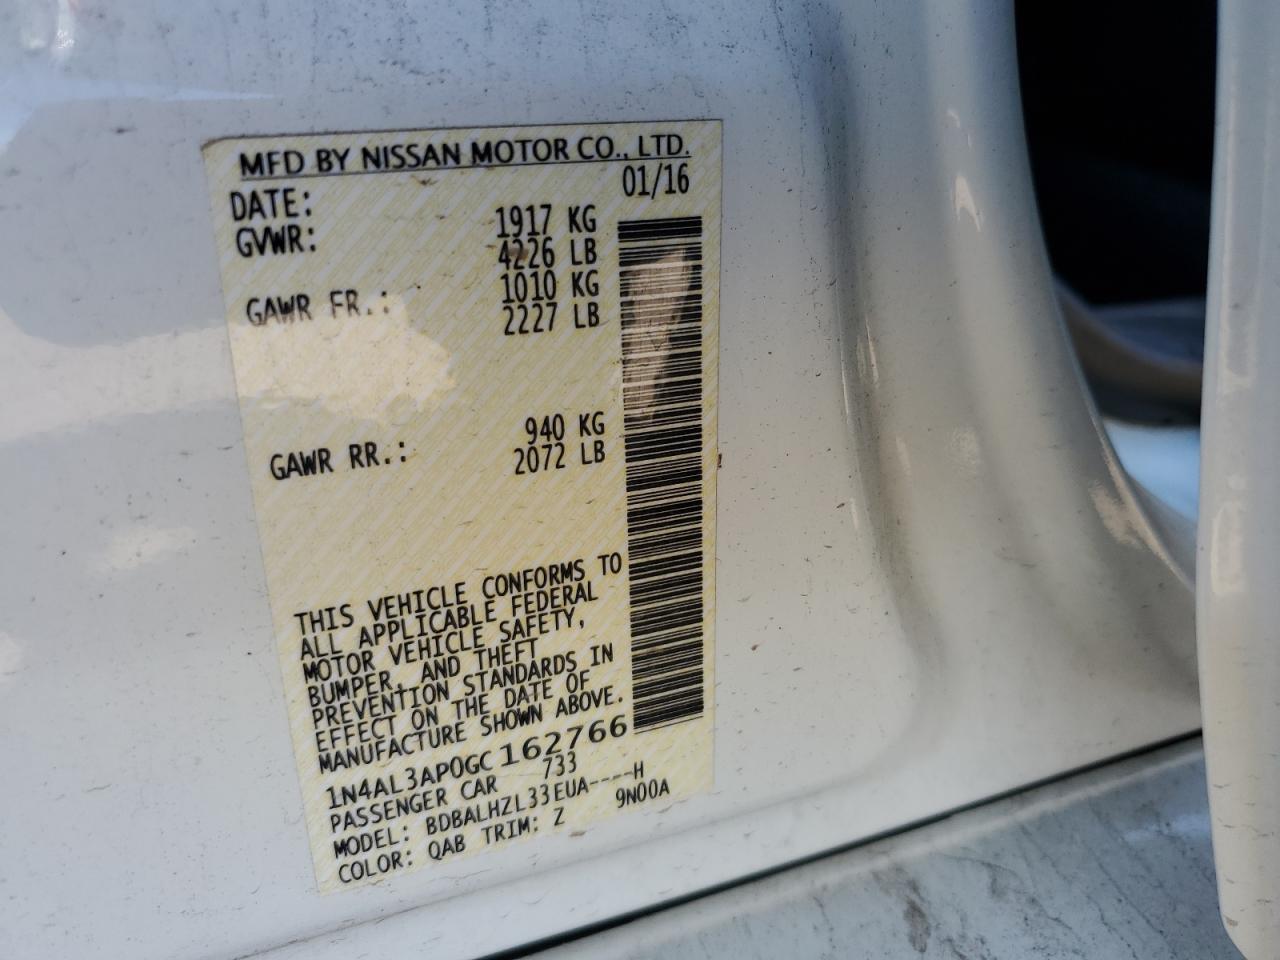 MFD BY NISSAN MOTOR CO., LTD.
DATE: 01/16
GVWR: 1917 KG
4226 LB
GAWR FR.: 1010 KG
2227 LB
GAWR RR.: 940 KG
2072 LB
THIS VEHICLE CONFORMS TO
ALL APPLICABLE FEDERAL
MOTOR VEHICLE SAFETY,
BUMPER, AND THEFT
PREVENTION STANDARDS IN
EFFECT ON THE DATE OF
MANUFACTURE SHOWN ABOVE.
1N4AL3AP0GC162766
PASSENGER CAR 733
MODEL: BDBALHZL33EUA----H
COLOR: QAB TRIM: Z 9N00A